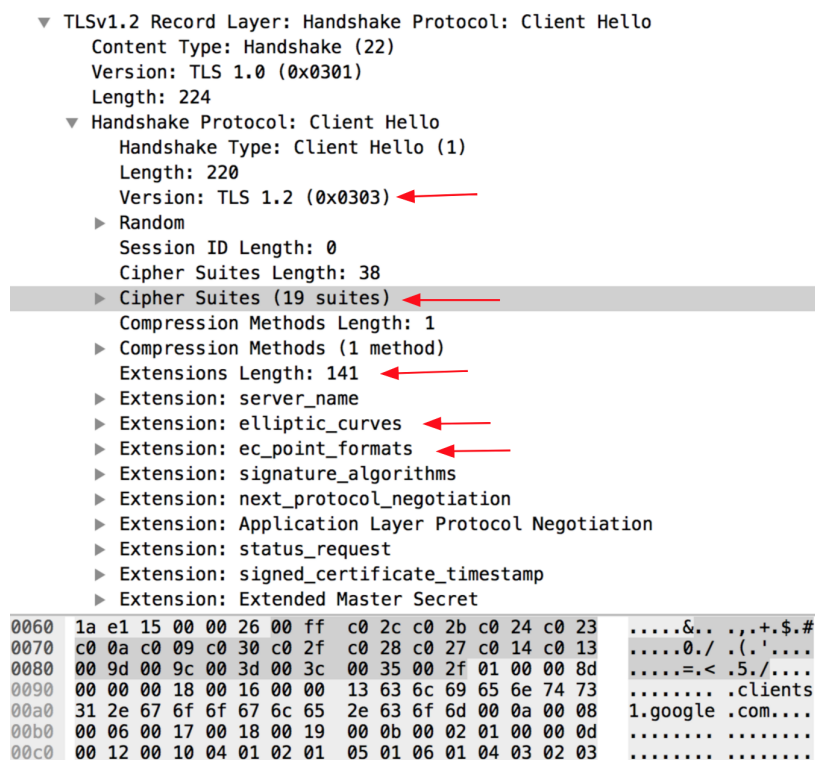 TLSv1.2 Record Layer: Handshake Protocol: Client Hello
Content Type: Handshake (22)
Version: TLS 1.0 (0x0301)
Length: 224
Handshake Protocol: Client Hello
Handshake Type: Client Hello (1)
Length: 220
Version: TLS 1.2 (0x0303)
Random
Session ID Length: 0
Cipher Suites Length: 38
Cipher Suites (19 suites)
Compression Methods Length: 1
Compression Methods (1 method)
Extensions Length: 141
Extension: server_name
Extension: elliptic_curves
Extension: ec_point_formats
Extension: signature_algorithms
Extension: next_protocol_negotiation
Extension: Application Layer Protocol Negotiation
Extension: status_request
Extension: signed_certificate_timestamp
Extension: Extended Master Secret
0060 1a e1 15 00 00 26 00 ff c0 2c c0 2b c0 24 c0 23 .....&.. .,.+.$.#
0070 c0 0a c0 09 c0 30 c0 2f c0 28 c0 27 c0 14 c0 13 .....0./ .(.'....
0080 00 9d 00 9c 00 3d 00 3c 00 35 00 2f 01 00 00 8d .....=.< .5./....
0090 00 00 00 18 00 16 00 00 13 63 6c 69 65 6e 74 73 ........ .clients
00a0 31 2e 67 6f 6f 67 6c 65 2e 63 6f 6d 00 0a 00 08 1.google .com....
00b0 00 06 00 17 00 18 00 19 00 0b 00 02 01 00 00 0d ........ ........
00c0 00 12 00 10 04 01 02 01 05 01 06 01 04 03 02 03 ........ ........